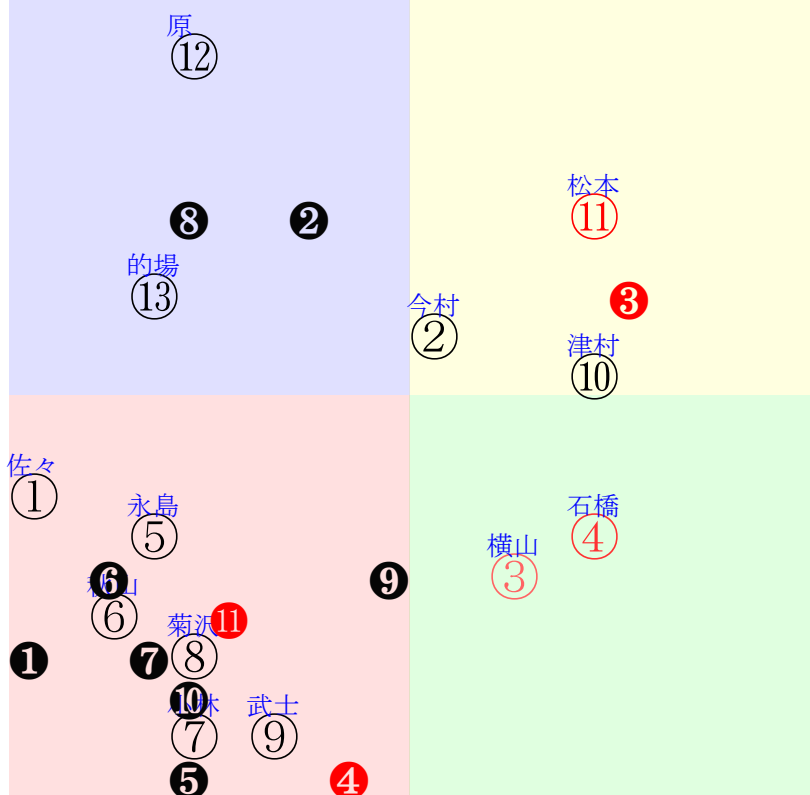 原
⑫
❽ ❷
松本
⑪
的場
⑬
❸
今村
②
津村
⑩
佐々
①
永島
⑤
石橋
④
横山
③
❻
山
⑥
❾
菊沢
⓫
⑧
❶ ❼
❿
林
武士
⑦ ⑨
❺ ❹